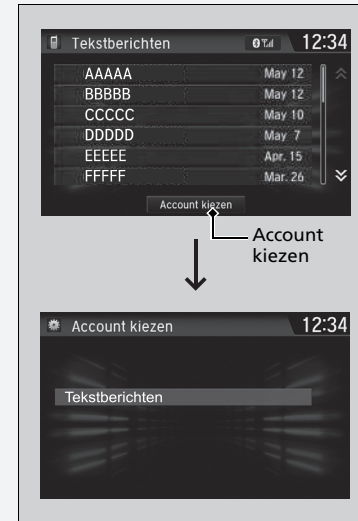 Tekstberichten 12:34
AAAAA May 12
BBBBB May 12
CCCCC May 10
DDDDD May 7
EEEEE Apr. 15
FFFFF Mar. 26
Account kiezen
Account
kiezen
Account kiezen 12:34
Tekstberichten